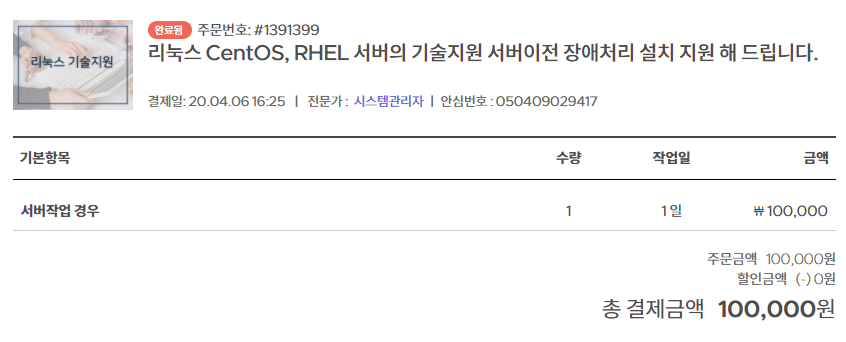 리눅스 기술지원
완료됨 주문번호: #1391399
리눅스 CentOS, RHEL 서버의 기술지원 서버이전 장애처리 설치 지원 해 드립니다.
결제일: 20.04.06 16:25 | 전문가 : 시스템관리자 | 안심번호 : 050409029417
기본항목 수량 작업일 금액
서버작업 경우 1 1 일 ₩100,000
주문금액 100,000원
할인금액 (-) 0원
총 결제금액 100,000원